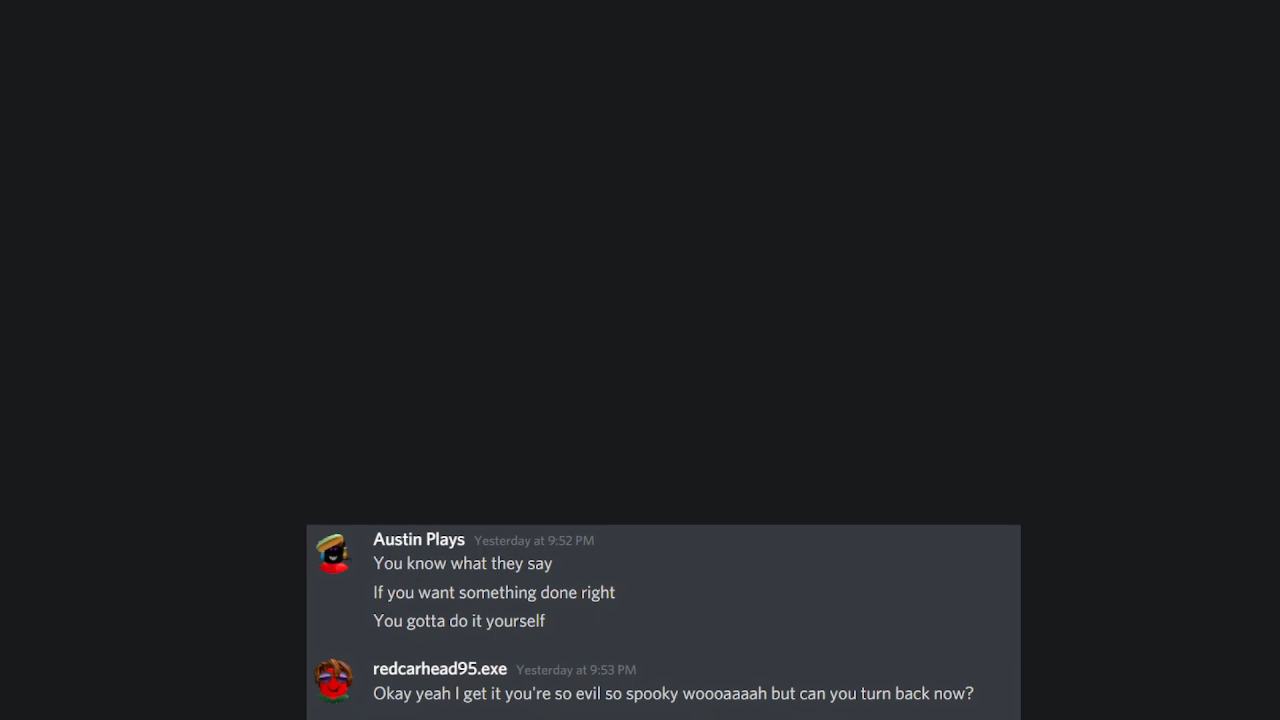 Austin Plays Yesterday at 9:52 PM
You know what they say
If you want something done right
You gotta do it yourself
redcarhead95.exe Yesterday at 9:53 PM
Okay yeah I get it you're so evil so spooky woooaaaah but can you turn back now?